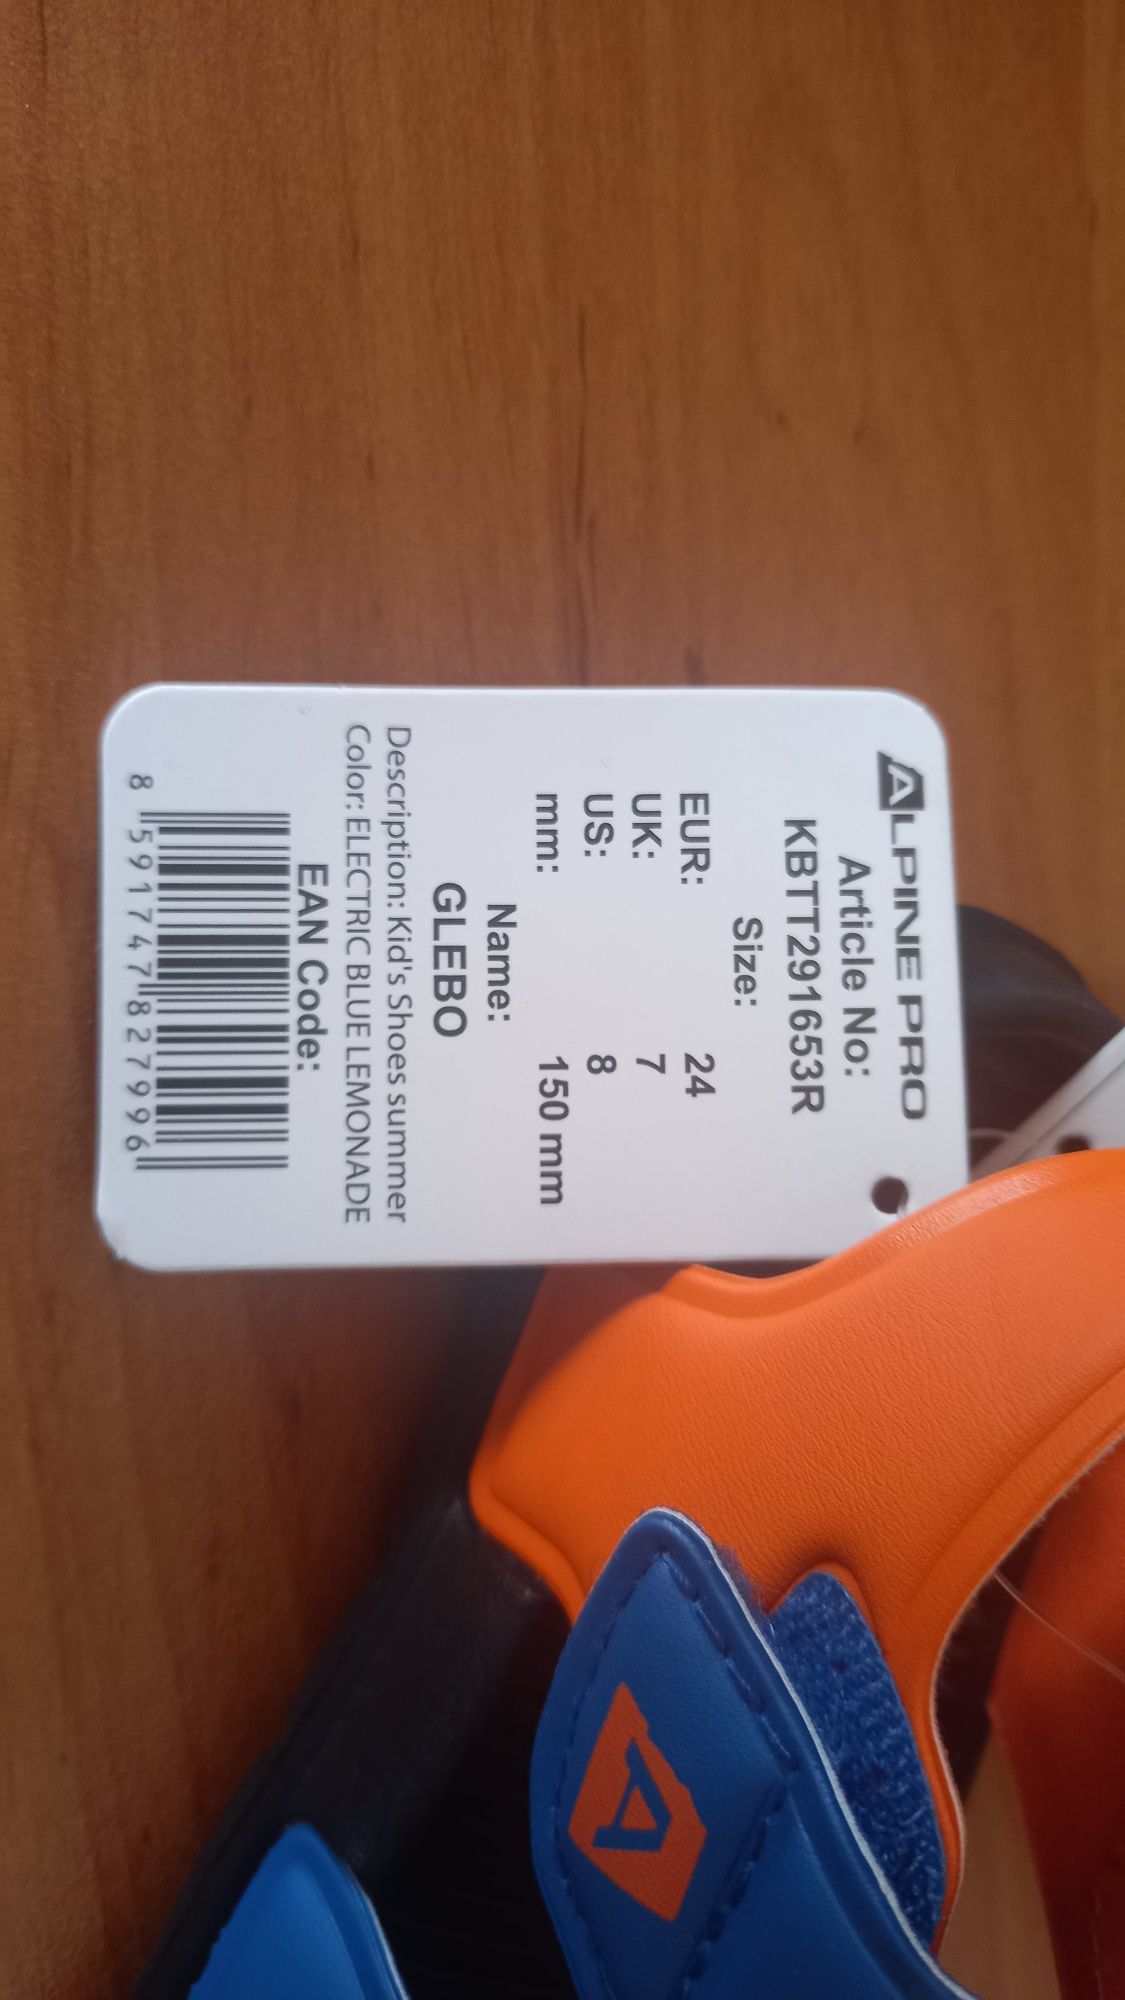 ALPINE PRO
Article No:
KBTT291653R
Size:
EUR: 24
UK: 7
US: 8
mm: 150 mm
Name:
GLEBO
Description: Kid's Shoes summer
Color: ELECTRIC BLUE LEMONADE
EAN Code:
8 591747 827996
A